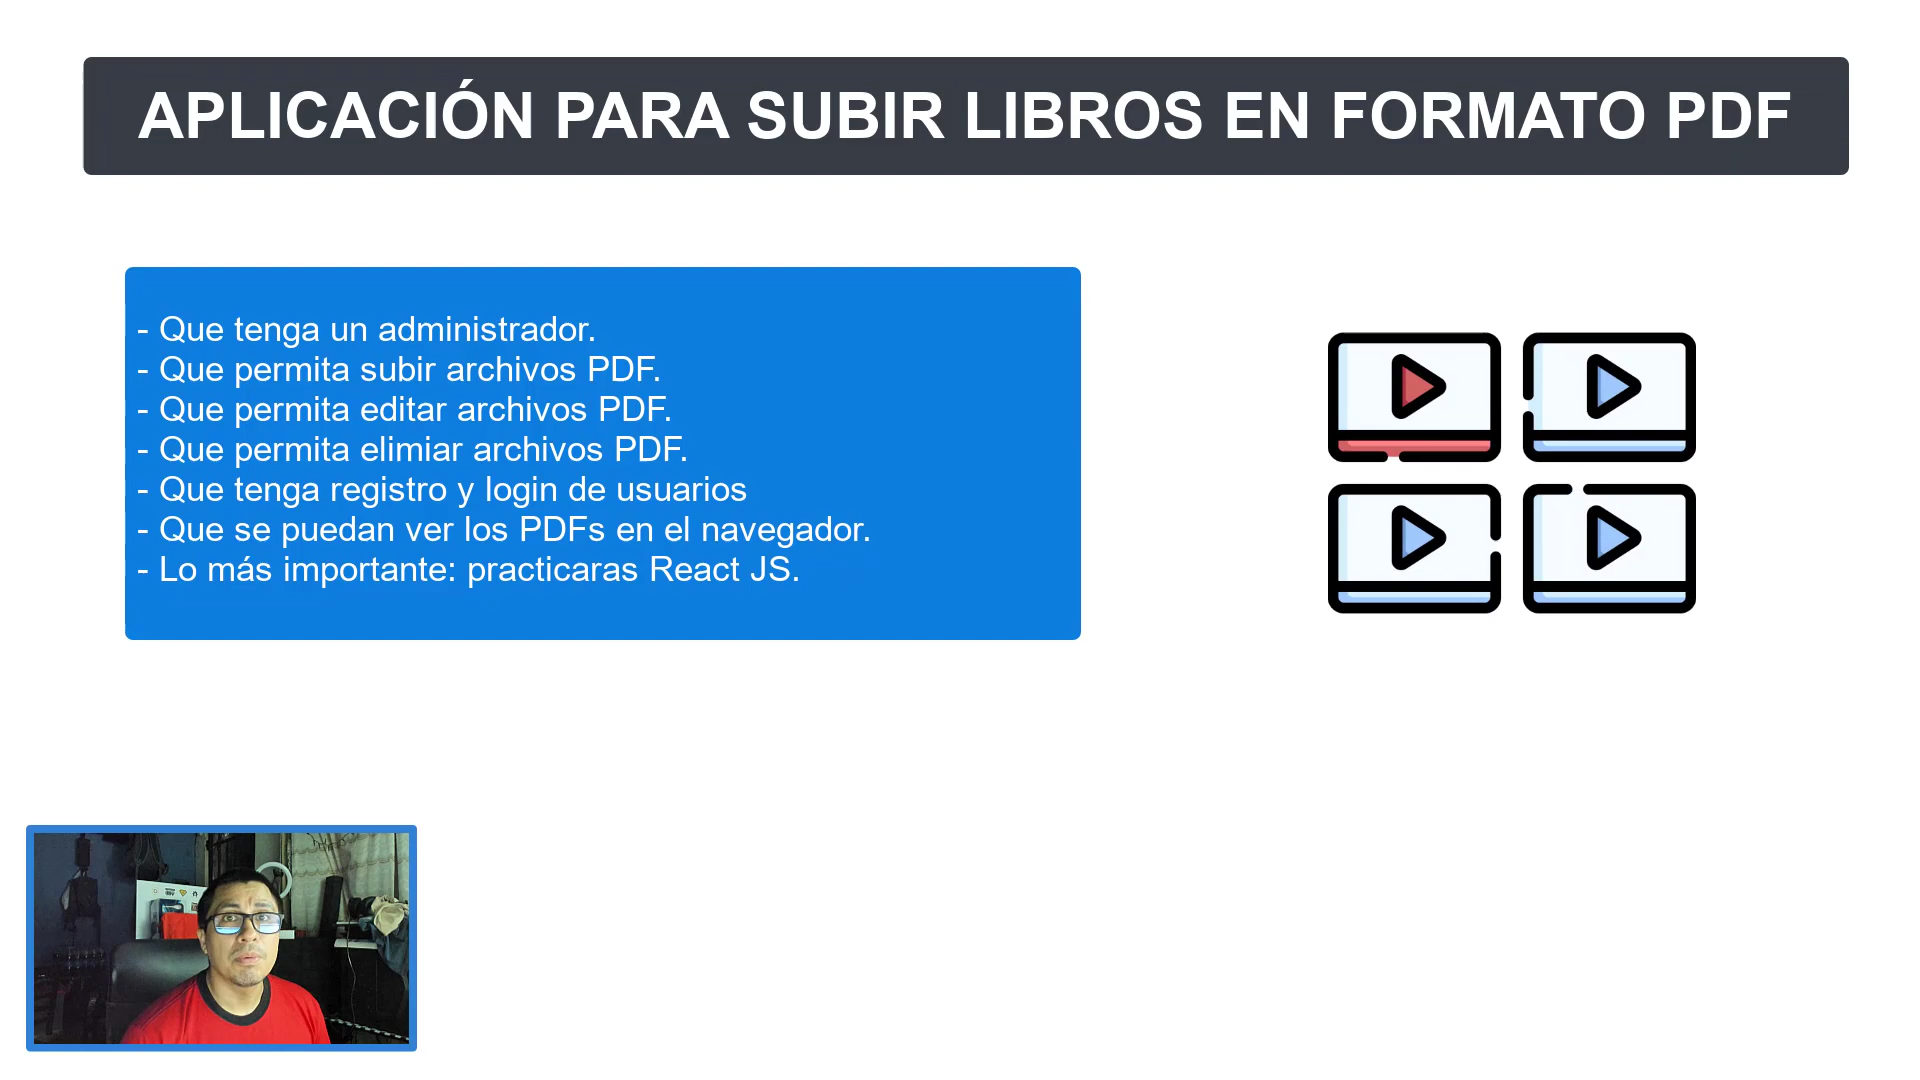 APLICACIÓN PARA SUBIR LIBROS EN FORMATO PDF
- Que tenga un administrador.
- Que permita subir archivos PDF.
- Que permita editar archivos PDF.
- Que permita elimiar archivos PDF.
- Que tenga registro y login de usuarios
- Que se puedan ver los PDFs en el navegador.
- Lo más importante: practicaras React JS.